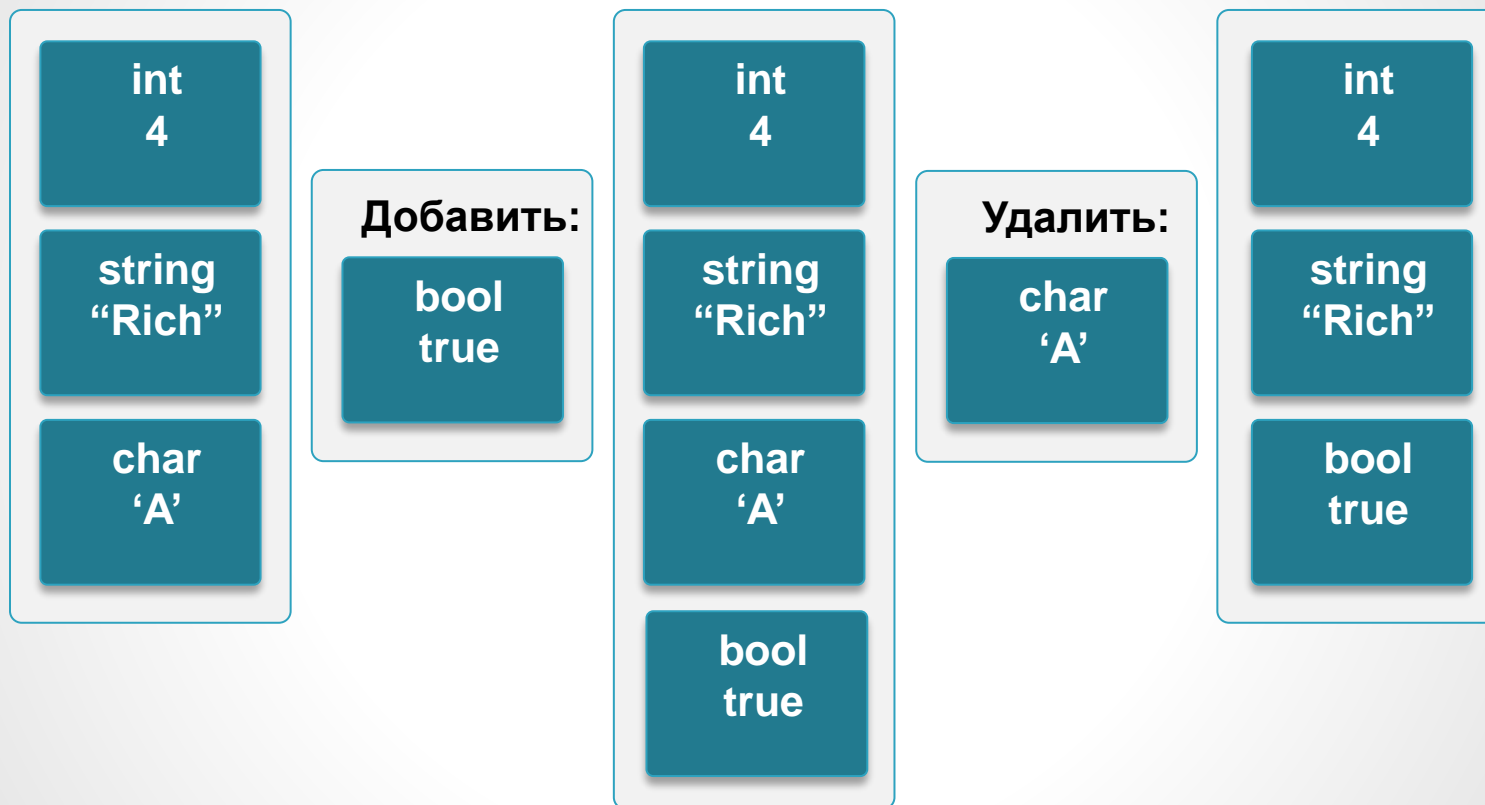 int
4
string
“Rich”
char
‘A’
Добавить:
bool
true
int
4
string
“Rich”
char
‘A’
bool
true
Удалить:
char
‘A’
int
4
string
“Rich”
bool
true